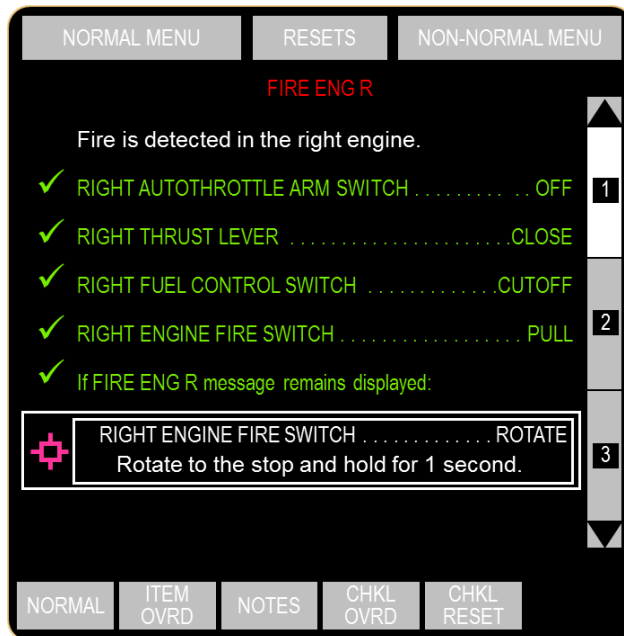 NORMAL MENU RESETS NON-NORMAL MENU
FIRE ENG R
Fire is detected in the right engine.
RIGHT AUTOTHROTTLE ARM SWITCH . . . . . . . . . . . OFF 1
RIGHT THRUST LEVER . . . . . . . . . . . . . . . . . . . . . . CLOSE
RIGHT FUEL CONTROL SWITCH . . . . . . . . . . . . . CUTOFF
RIGHT ENGINE FIRE SWITCH . . . . . . . . . . . . . . . . . . PULL 2
If FIRE ENG R message remains displayed:
RIGHT ENGINE FIRE SWITCH . . . . . . . . . . . . . ROTATE
Rotate to the stop and hold for 1 second. 3
NORMAL ITEM OVRD NOTES CHKL OVRD CHKL RESET